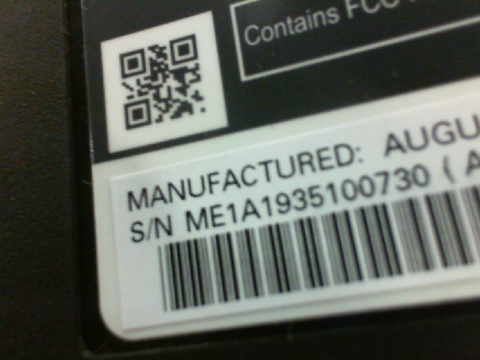 Contains FCC
MANUFACTURED: AUGU
S/N ME1A1935100730 ( A